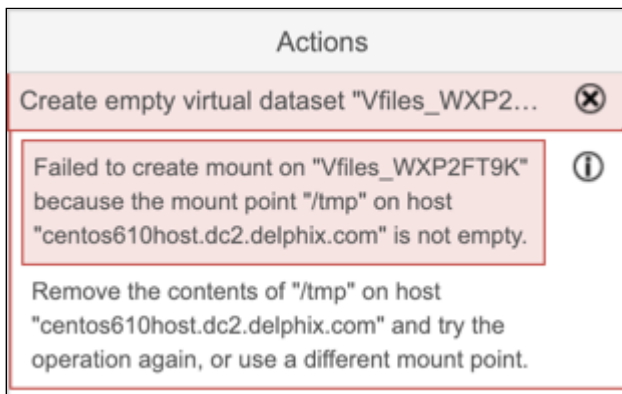 Actions
Create empty virtual dataset "Vfiles_WXP2...
Failed to create mount on "Vfiles_WXP2FT9K"
because the mount point "/tmp" on host
"centos610host.dc2.delphix.com" is not empty.
Remove the contents of "/tmp" on host
"centos610host.dc2.delphix.com" and try the
operation again, or use a different mount point.